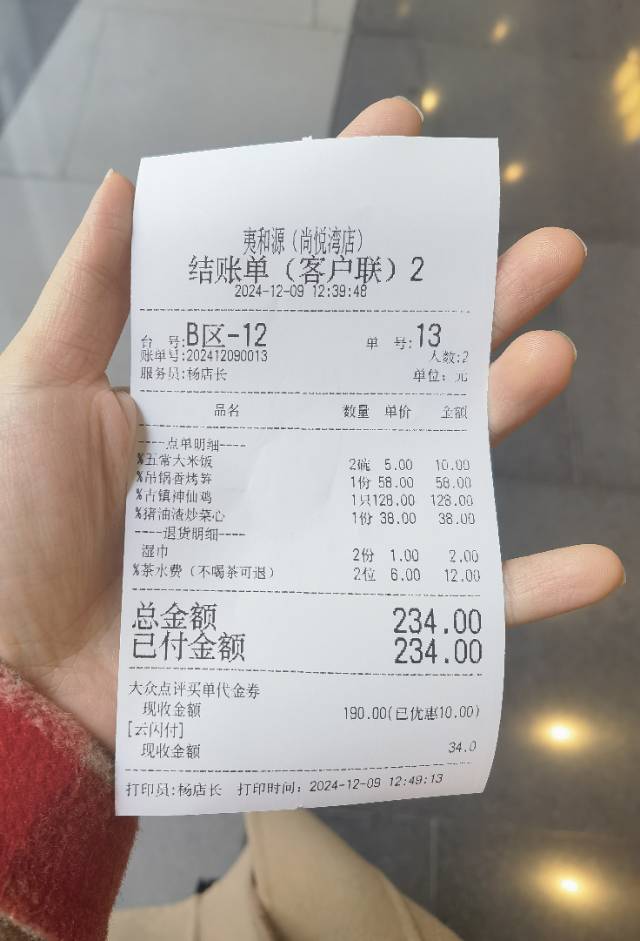 夷和源（尚悦湾店）
结账单（客户联）2
2024-12-09 12:39:48
台 号:B区-12 单 号:13
账单号:202412090013 人数:2
服务员:杨店长 单位: 元
品名 数量 单价 金额
----点单明细----
%五常大米饭 2碗 5.00 10.00
%吊锅香烤笋 1份 58.00 58.00
%古镇神仙鸡 1只128.00 128.00
%猪油渣炒菜心 1份 38.00 38.00
----退货明细----
湿巾 2份 1.00 2.00
%茶水费（不喝茶可退） 2位 6.00 12.00
总金额 234.00
已付金额 234.00
大众点评买单代金券
现收金额 190.00(已优惠10.00)
[云闪付]
现收金额 34.0
打印员:杨店长 打印时间: 2024-12-09 12:49:13